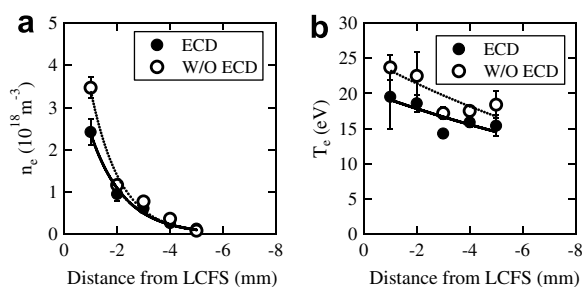 a
5
4
3
2
1
0
n_e (10^18 m^-3)
ECD
W/O ECD
0 -2 -4 -6 -8
Distance from LCFS (mm)
b
30
25
20
15
10
5
0
T_e (eV)
ECD
W/O ECD
0 -2 -4 -6 -8
Distance from LCFS (mm)